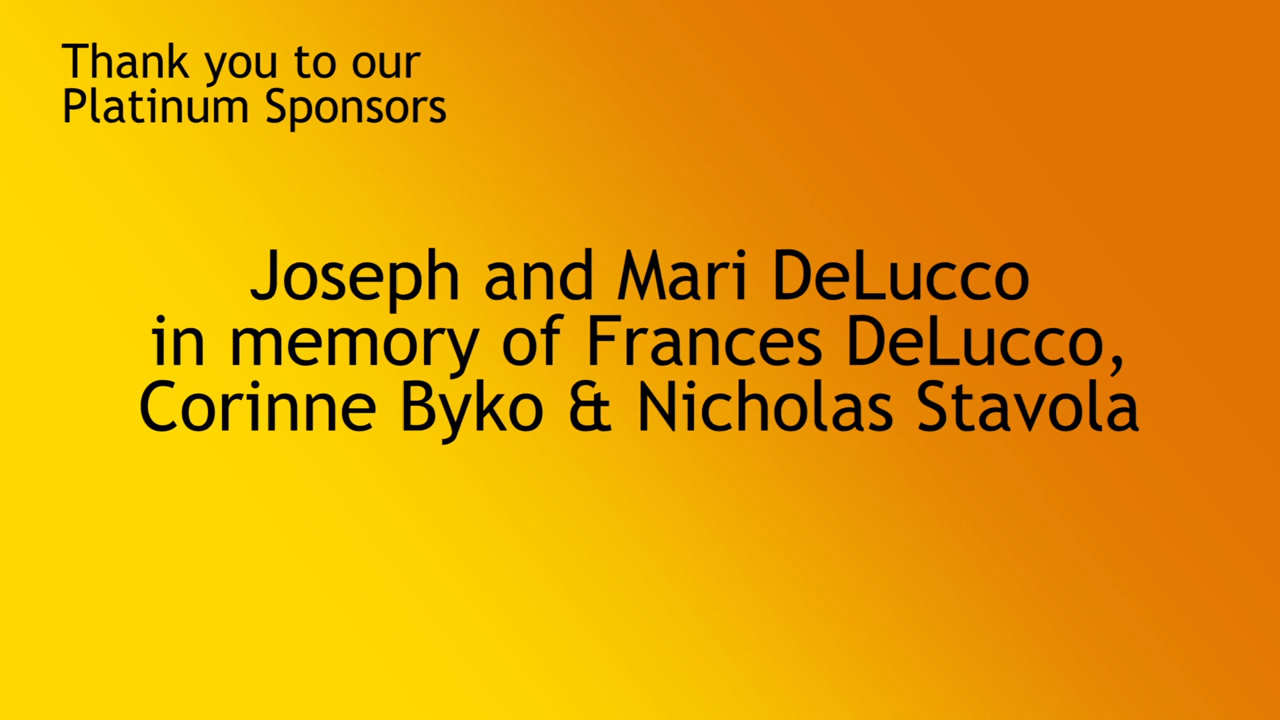 Thank you to our
Platinum Sponsors
Joseph and Mari DeLucco
in memory of Frances DeLucco,
Corinne Byko & Nicholas Stavola